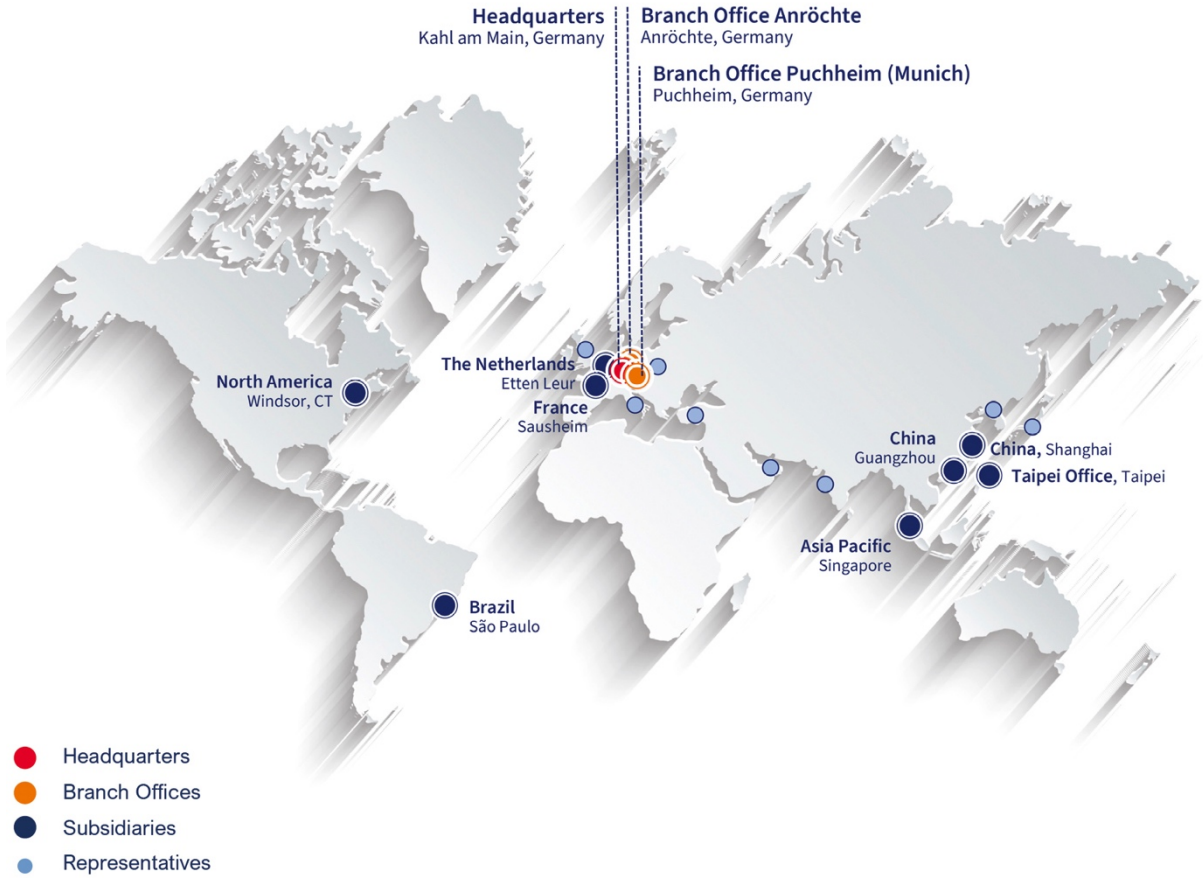 Headquarters
Kahl am Main, Germany
Branch Office Anröchte
Anröchte, Germany
Branch Office Puchheim (Munich)
Puchheim, Germany
The Netherlands
Etten Leur
North America
Windsor, CT
France
Sausheim
China
Guangzhou
China, Shanghai
Taipei Office, Taipei
Asia Pacific
Singapore
Brazil
São Paulo
Headquarters
Branch Offices
Subsidiaries
Representatives